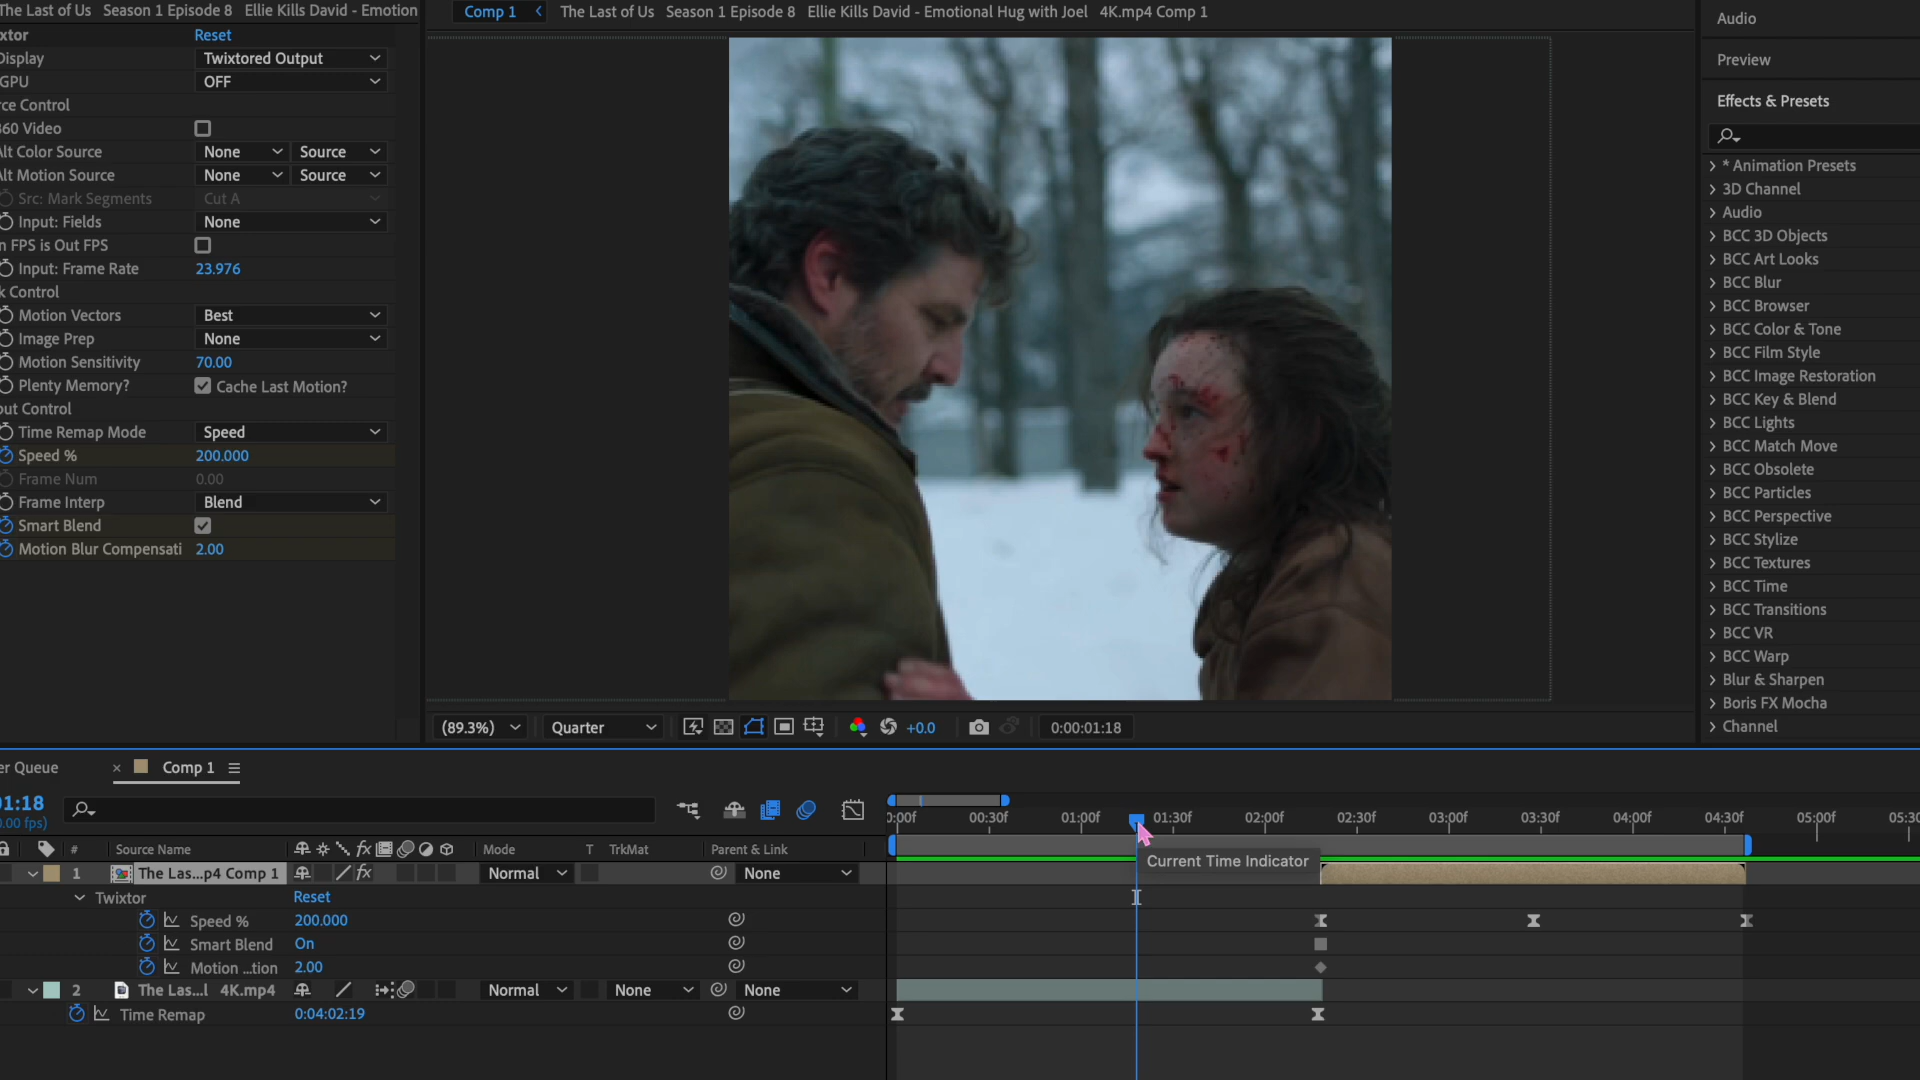 The Last of Us Season 1 Episode 8 Ellie Kills David - Emotion
Comp 1 The Last of Us Season 1 Episode 8 Ellie Kills David - Emotional Hug with Joel 4K.mp4 Comp 1
xtor Reset
Display Twixtored Output
GPU OFF
rce Control
360 Video
Alt Color Source None Source
Alt Motion Source None Source
Src: Mark Segments Cut A
Input: Fields None
n FPS is Out FPS
Input: Frame Rate 23.976
k Control
Motion Vectors Best
Image Prep None
Motion Sensitivity 70.00
Plenty Memory? Cache Last Motion?
out Control
Time Remap Mode Speed
Speed % 200.000
Frame Num 0.00
Frame Interp Blend
Smart Blend
Motion Blur Compensati 2.00
Audio
Preview
Effects & Presets
* Animation Presets
3D Channel
Audio
BCC 3D Objects
BCC Art Looks
BCC Blur
BCC Browser
BCC Color & Tone
BCC Film Style
BCC Image Restoration
BCC Key & Blend
BCC Lights
BCC Match Move
BCC Obsolete
BCC Particles
BCC Perspective
BCC Stylize
BCC Textures
BCC Time
BCC Transitions
BCC VR
BCC Warp
Blur & Sharpen
Boris FX Mocha
Channel
(89.3%) Quarter +0.0 0:00:01:18
er Queue × Comp 1
01:18
0.00 fps)
0:00f 00:30f 01:00f 01:30f 02:00f 02:30f 03:00f 03:30f 04:00f 04:30f 05:00f 05:30
# Source Name fx Mode T TrkMat Parent & Link
Current Time Indicator
1 The Las...p4 Comp 1 fx Normal None
Twixtor Reset
Speed % 200.000
Smart Blend On
Motion ...tion 2.00
2 The Las...l 4K.mp4 Normal None None
Time Remap 0:04:02:19